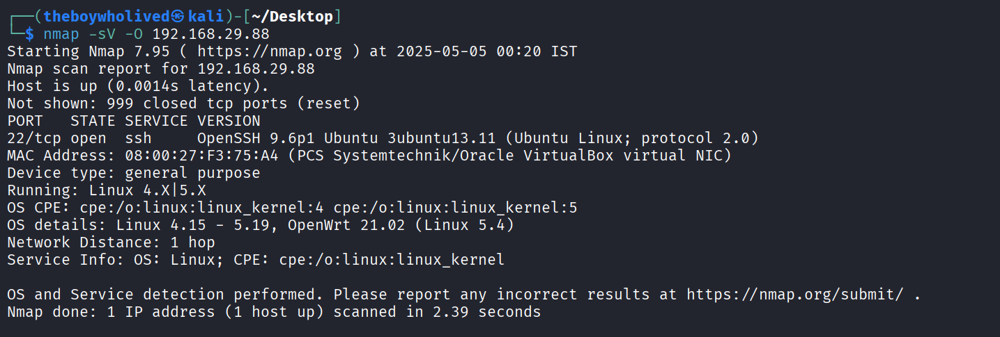 ┌──(theboywholived㉿kali)-[~/Desktop]
└─$ nmap -sV -O 192.168.29.88
Starting Nmap 7.95 ( https://nmap.org ) at 2025-05-05 00:20 IST
Nmap scan report for 192.168.29.88
Host is up (0.0014s latency).
Not shown: 999 closed tcp ports (reset)
PORT   STATE SERVICE VERSION
22/tcp open  ssh     OpenSSH 9.6p1 Ubuntu 3ubuntu13.11 (Ubuntu Linux; protocol 2.0)
MAC Address: 08:00:27:F3:75:A4 (PCS Systemtechnik/Oracle VirtualBox virtual NIC)
Device type: general purpose
Running: Linux 4.X|5.X
OS CPE: cpe:/o:linux:linux_kernel:4 cpe:/o:linux:linux_kernel:5
OS details: Linux 4.15 - 5.19, OpenWrt 21.02 (Linux 5.4)
Network Distance: 1 hop
Service Info: OS: Linux; CPE: cpe:/o:linux:linux_kernel
OS and Service detection performed. Please report any incorrect results at https://nmap.org/submit/ .
Nmap done: 1 IP address (1 host up) scanned in 2.39 seconds